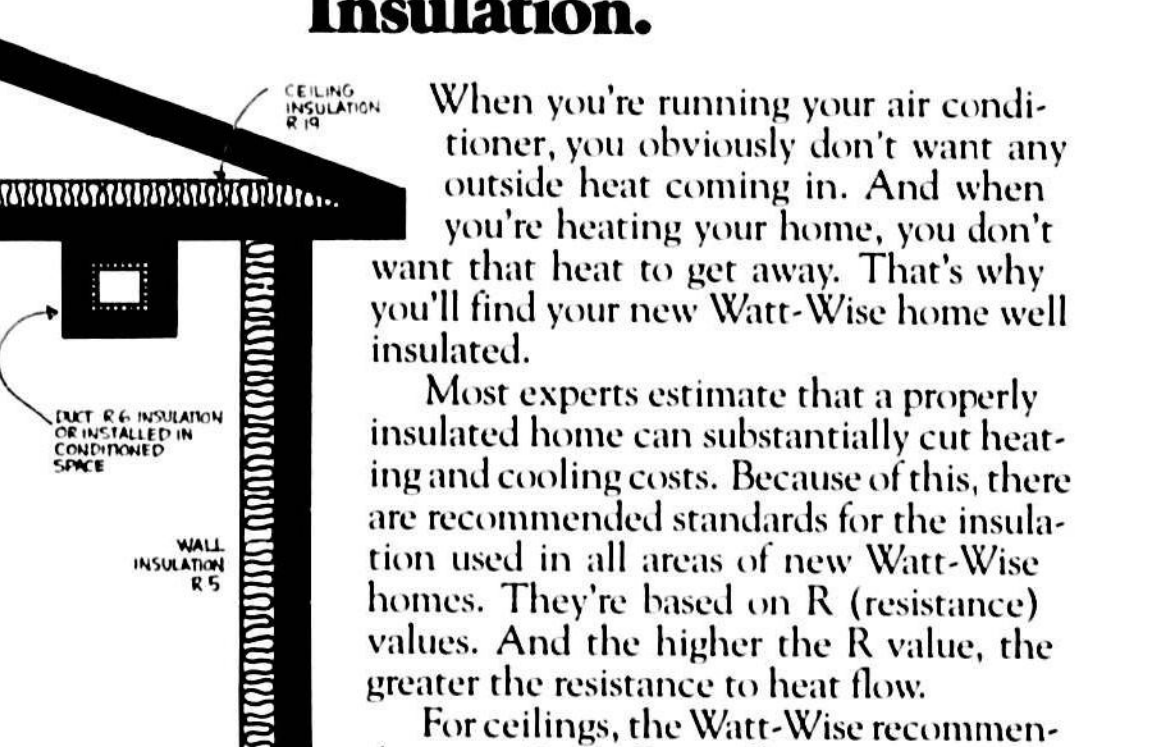 Insulation.
CEILING
INSULATION
R 19
When you're running your air condi-
tioner, you obviously don't want any
outside heat coming in. And when
you're heating your home, you don't
want that heat to get away. That's why
you'll find your new Watt-Wise home well
insulated.
Most experts estimate that a properly
insulated home can substantially cut heat-
ing and cooling costs. Because of this, there
are recommended standards for the insula-
tion used in all areas of new Watt-Wise
homes. They're based on R (resistance)
values. And the higher the R value, the
greater the resistance to heat flow.
For ceilings, the Watt-Wise recommen-
DUCT R6 INSULATION
OR INSTALLED IN
CONDITIONED
SPACE
WALL
INSULATION
R 5